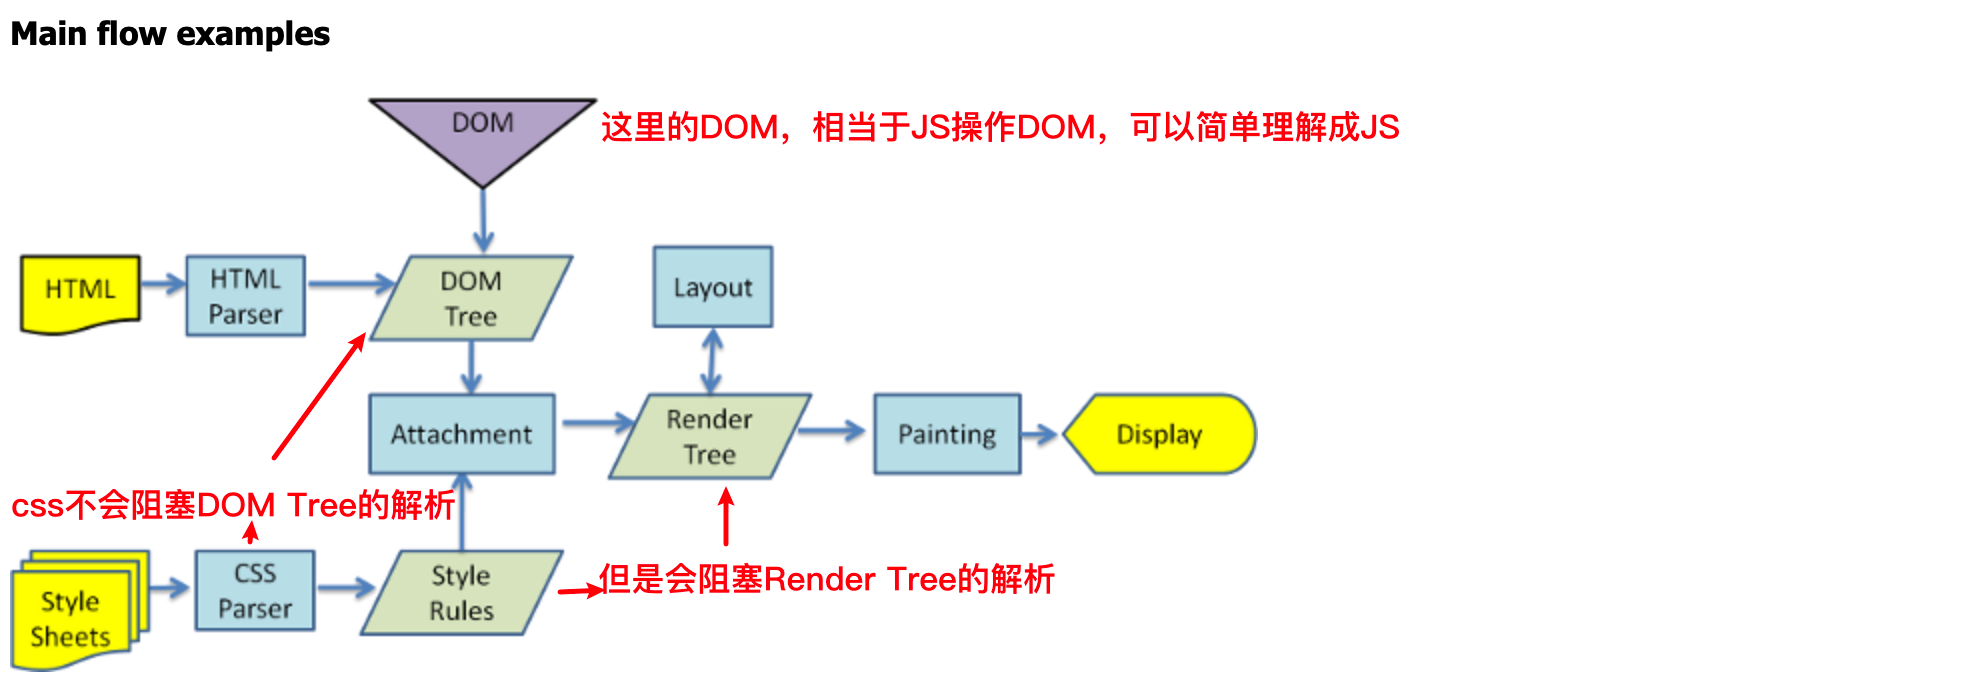 Main flow examples
DOM
这里的DOM，相当于JS操作DOM，可以简单理解成JS
HTML
HTML
Parser
DOM
Tree
Layout
Attachment
Render
Tree
Painting
Display
css不会阻塞DOM Tree的解析
Style
Sheets
CSS
Parser
Style
Rules
但是会阻塞Render Tree的解析